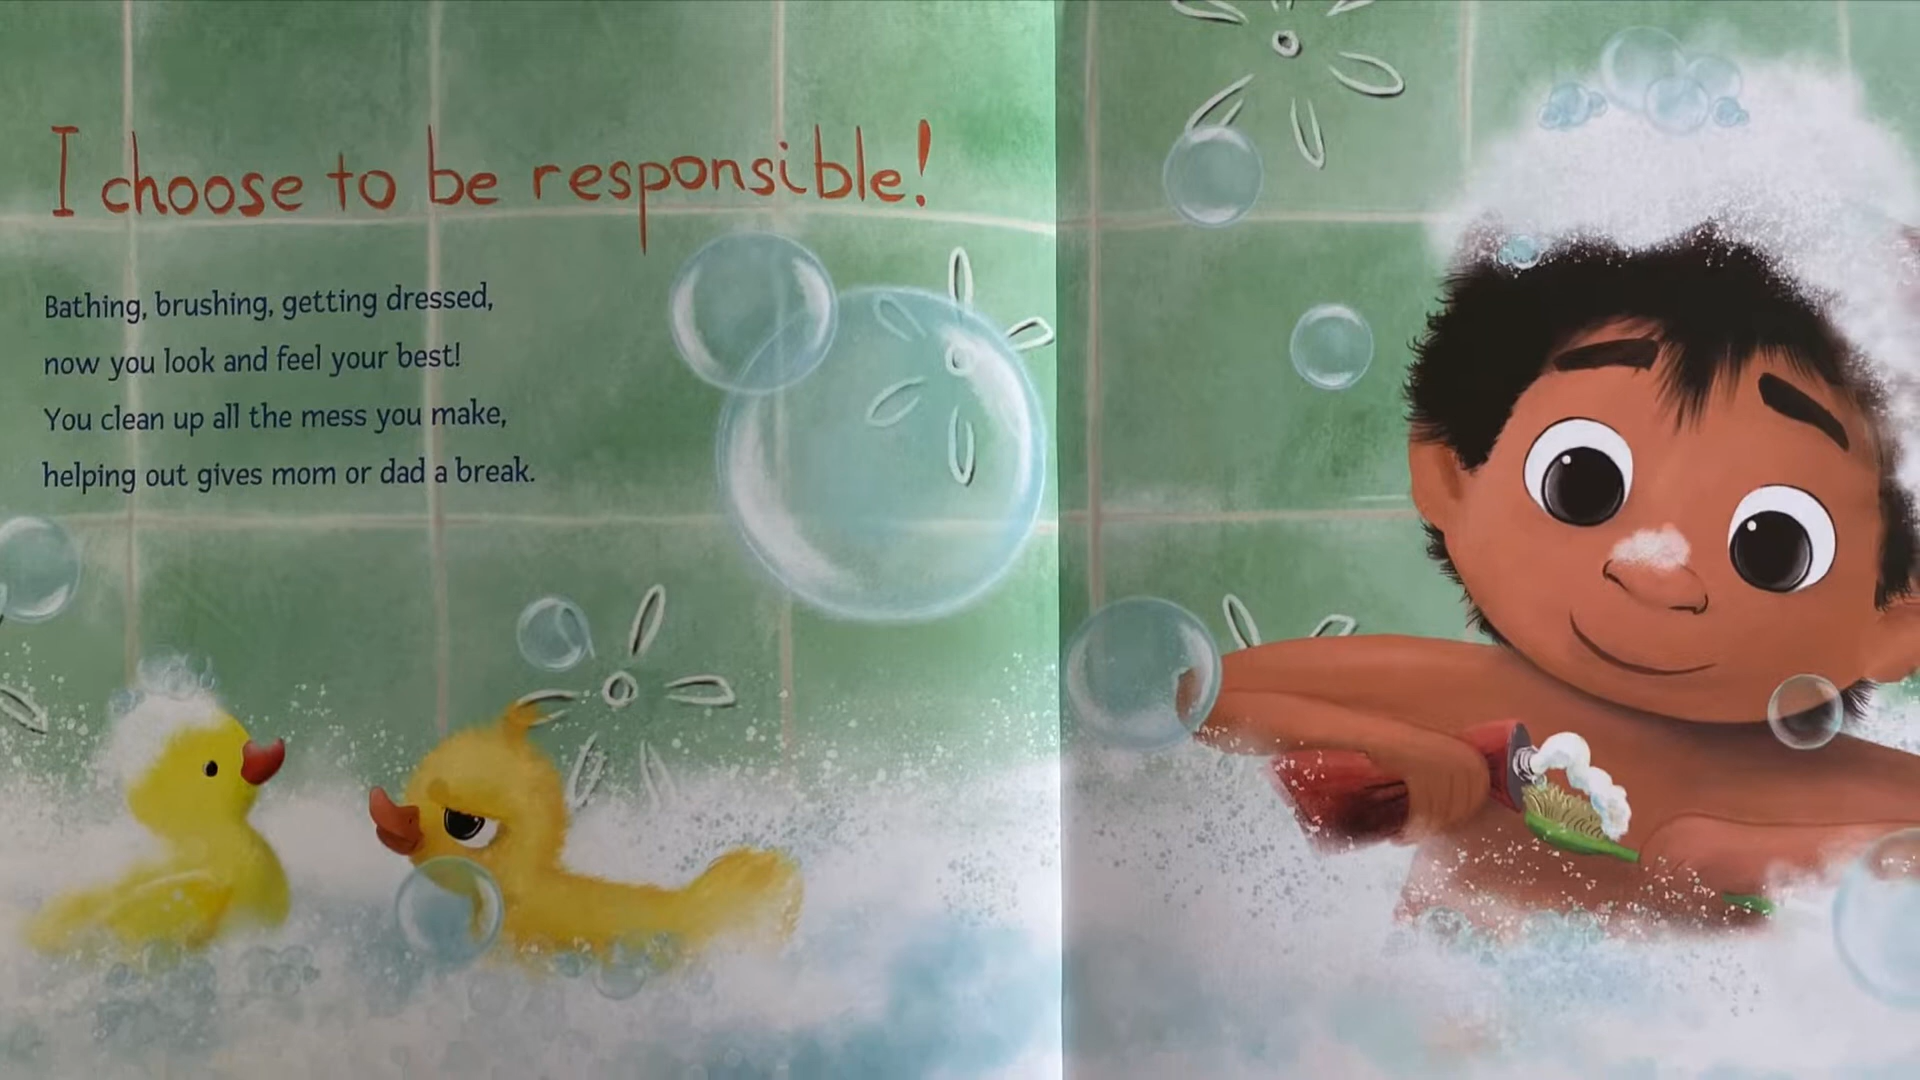 I choose to be responsible!
Bathing, brushing, getting dressed,
now you look and feel your best!
You clean up all the mess you make,
helping out gives mom or dad a break.